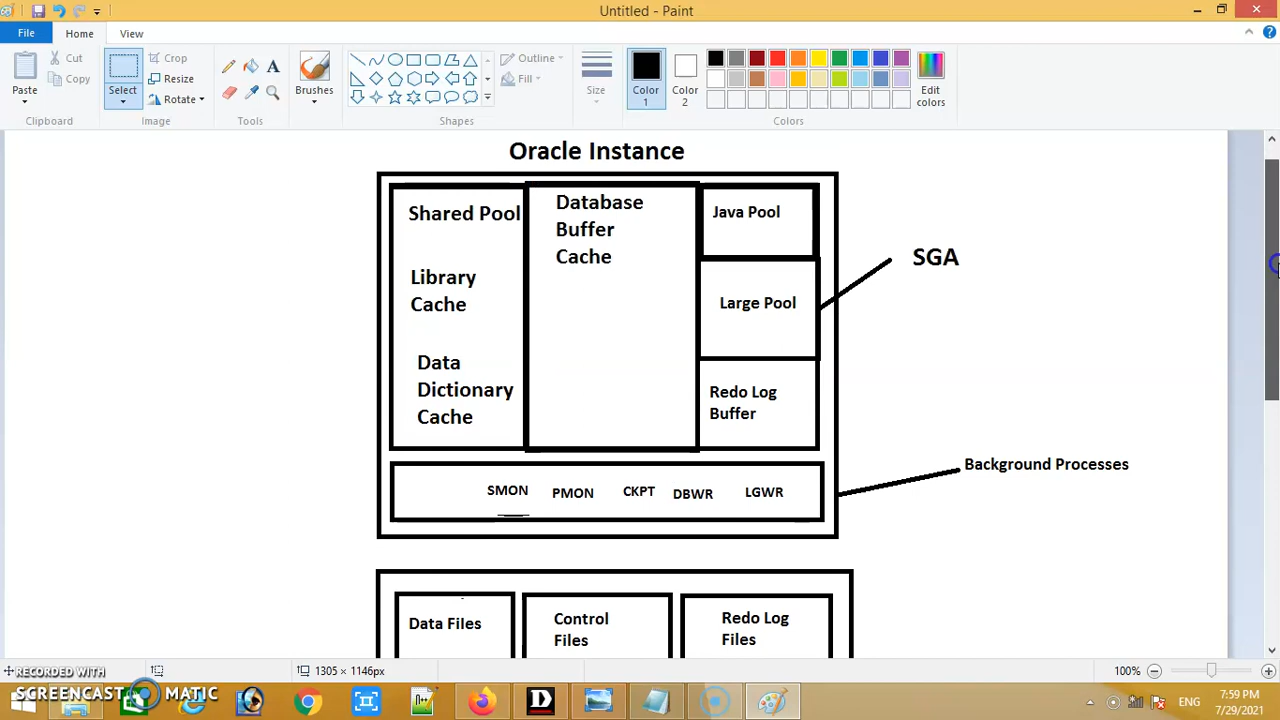 Untitled - Paint
File
Home
View
Paste
Cut
Copy
Clipboard
Select
Crop
Resize
Rotate
Image
Tools
Brushes
Shapes
Outline
Fill
Size
Color
1
Color
2
Edit
colors
Colors
Oracle Instance
Shared Pool
Library
Cache
Data
Dictionary
Cache
Database
Buffer
Cache
Java Pool
Large Pool
Redo Log
Buffer
SGA
SMON PMON CKPT DBWR LGWR
Background Processes
Data Files
Control
Files
Redo Log
Files
1305 × 1146px
100%
RECORDED WITH
SCREENCAST MATIC
ENG
7:59 PM
7/29/2021